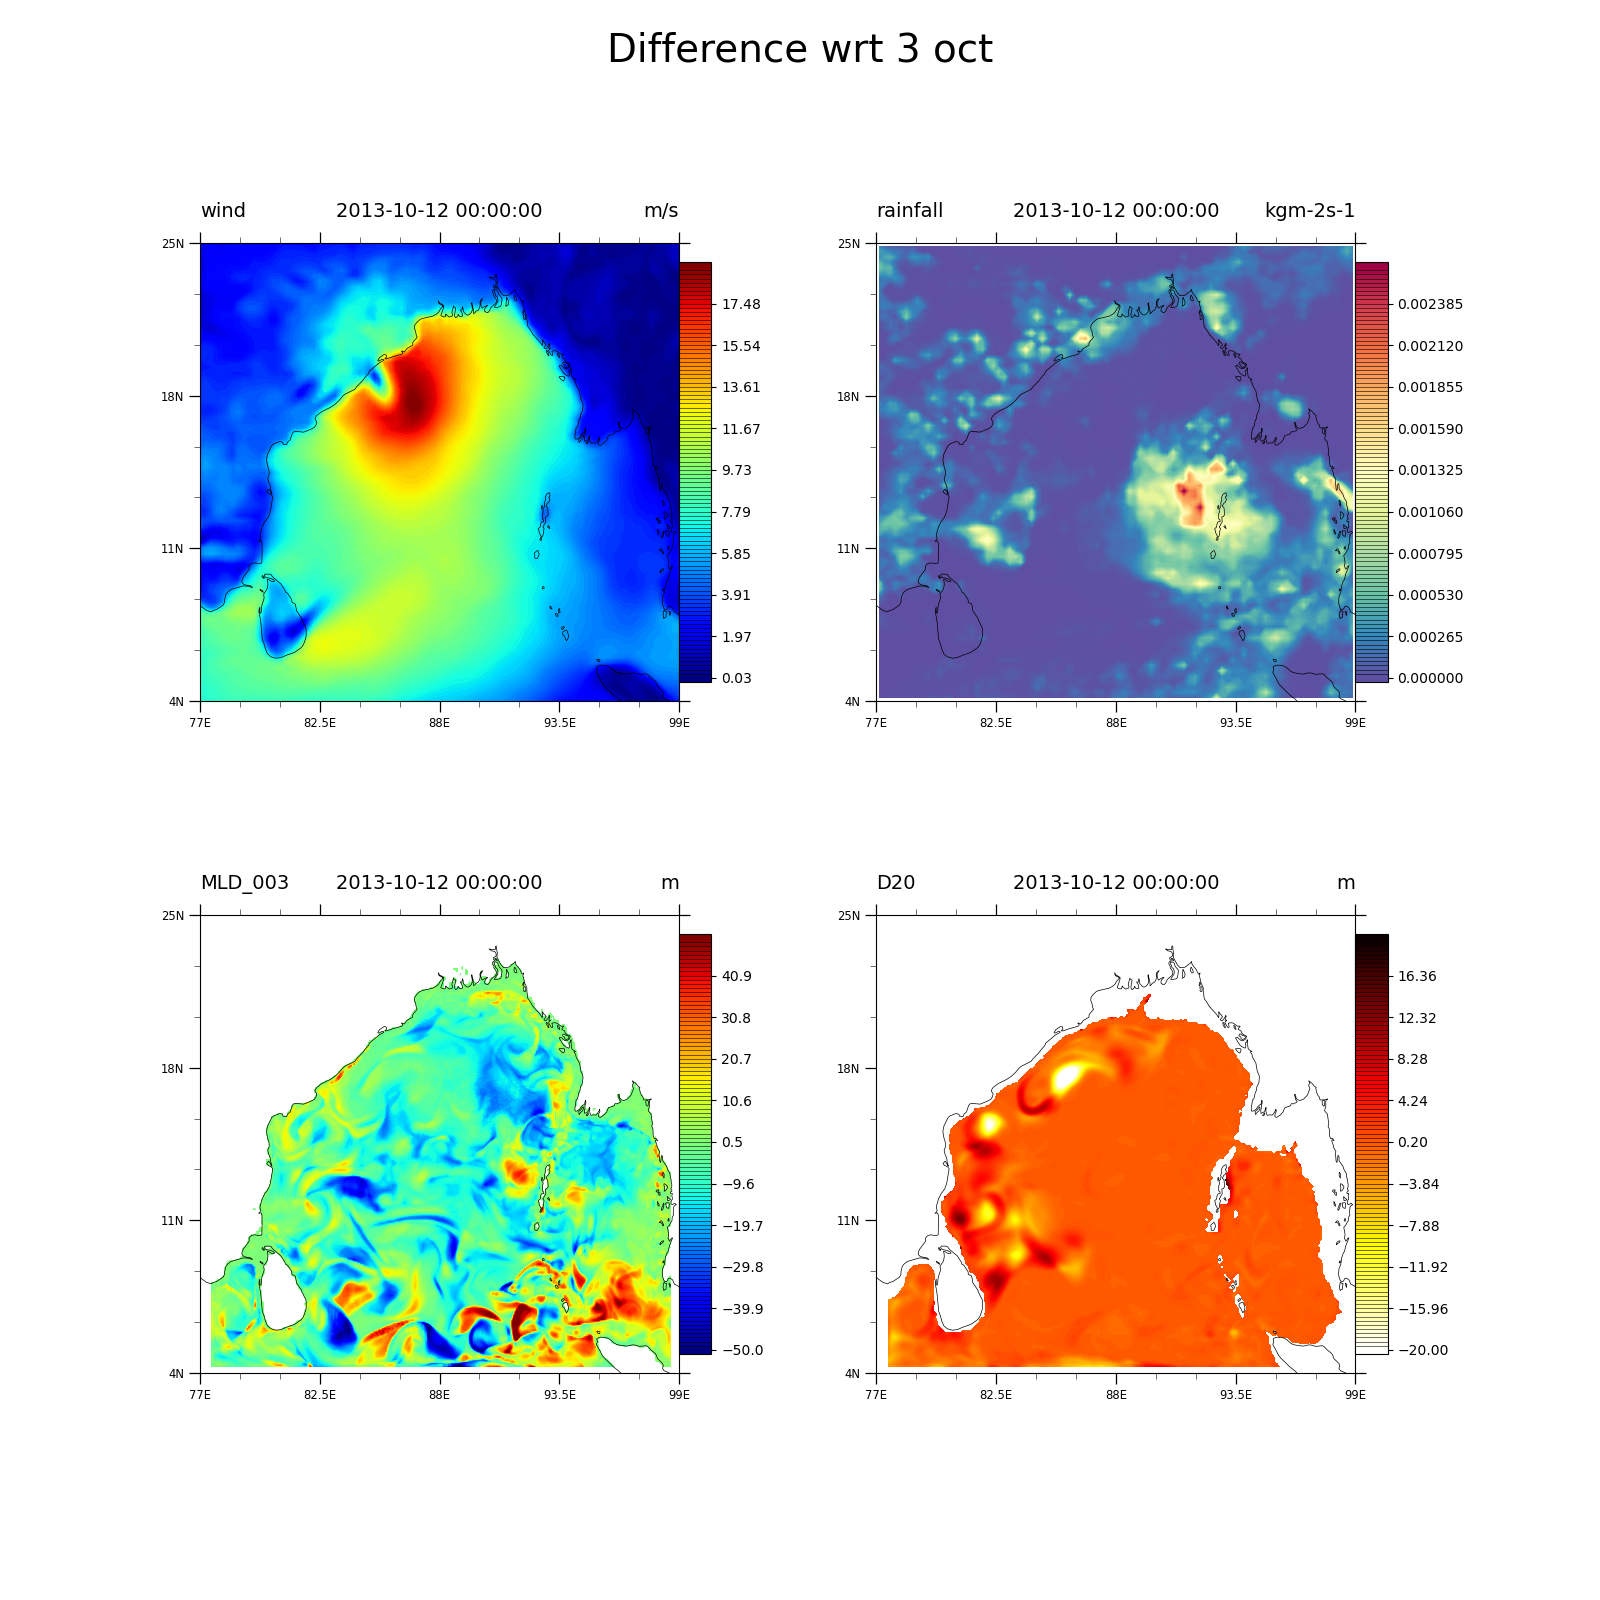 Difference wrt 3 oct
wind 2013-10-12 00:00:00 m/s
25N
18N
11N
4N
77E 82.5E 88E 93.5E 99E
17.48
15.54
13.61
11.67
9.73
7.79
5.85
3.91
1.97
0.03
rainfall 2013-10-12 00:00:00 kgm-2s-1
25N
18N
11N
4N
77E 82.5E 88E 93.5E 99E
0.002385
0.002120
0.001855
0.001590
0.001325
0.001060
0.000795
0.000530
0.000265
0.000000
MLD_003 2013-10-12 00:00:00 m
25N
18N
11N
4N
77E 82.5E 88E 93.5E 99E
40.9
30.8
20.7
10.6
0.5
−9.6
−19.7
−29.8
−39.9
−50.0
D20 2013-10-12 00:00:00 m
25N
18N
11N
4N
77E 82.5E 88E 93.5E 99E
16.36
12.32
8.28
4.24
0.20
−3.84
−7.88
−11.92
−15.96
−20.00